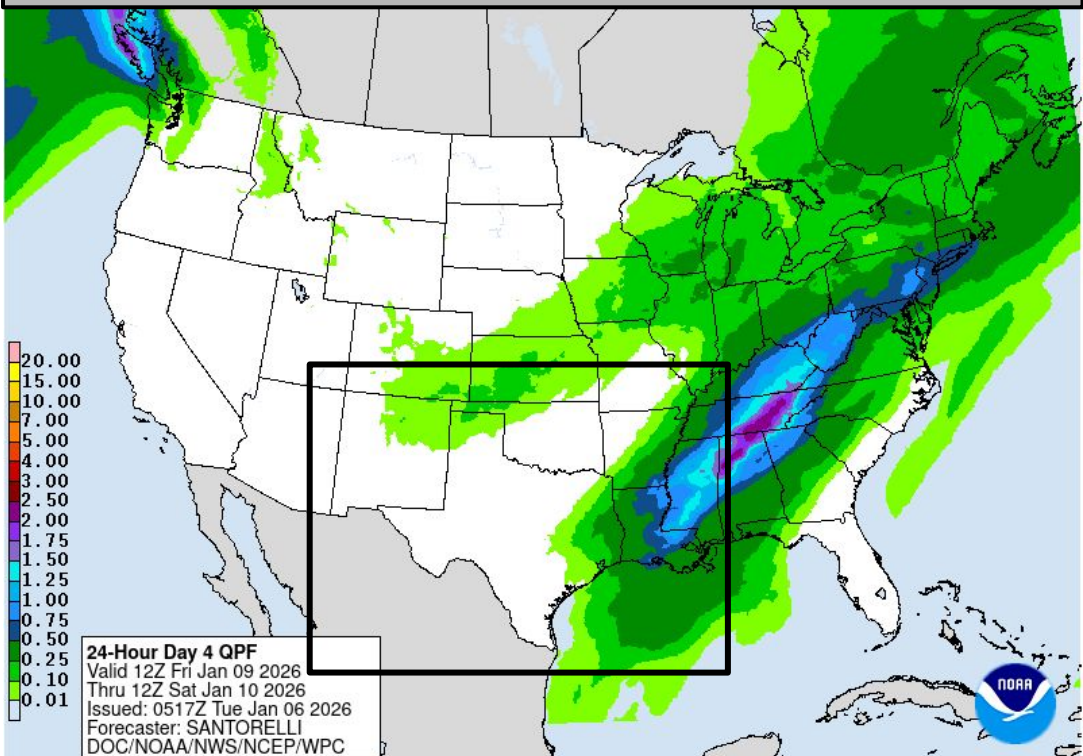 20.00
15.00
10.00
7.00
5.00
4.00
3.00
2.50
2.00
1.75
1.50
1.25
1.00
0.75
0.50
0.25
0.10
0.01
24-Hour Day 4 QPF
Valid 12Z Fri Jan 09 2026
Thru 12Z Sat Jan 10 2026
Issued: 0517Z Tue Jan 06 2026
Forecaster: SANTORELLI
DOC/NOAA/NWS/NCEP/WPC
NOAA